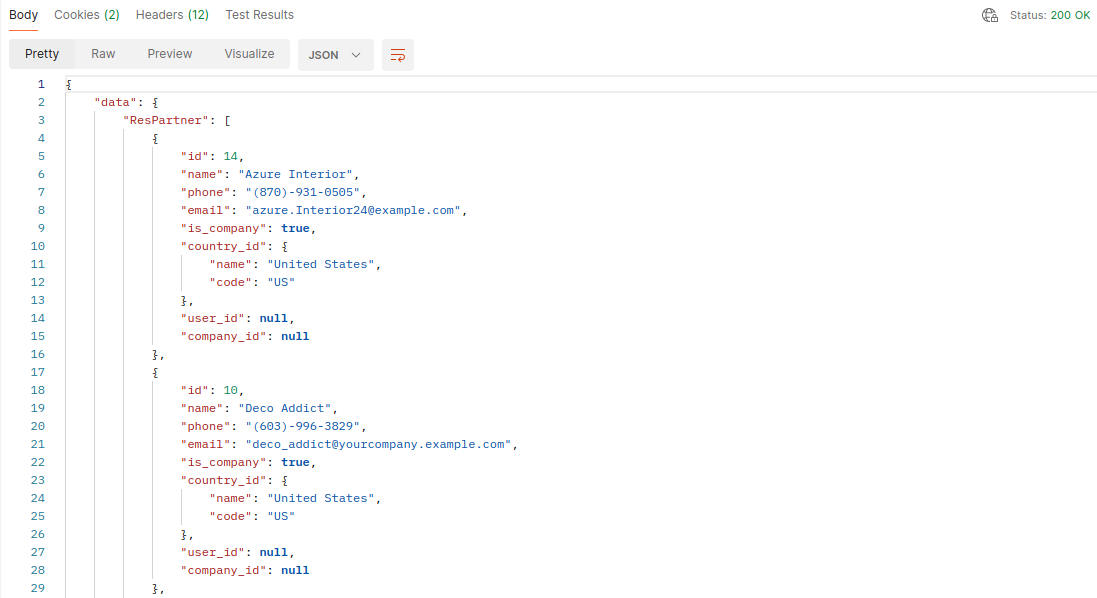 Body Cookies (2) Headers (12) Test Results Status: 200 OK
Pretty Raw Preview Visualize JSON
1 {
2     "data": {
3         "ResPartner": [
4             {
5                 "id": 14,
6                 "name": "Azure Interior",
7                 "phone": "(870)-931-0505",
8                 "email": "azure.Interior24@example.com",
9                 "is_company": true,
10                 "country_id": {
11                     "name": "United States",
12                     "code": "US"
13                 },
14                 "user_id": null,
15                 "company_id": null
16             },
17             {
18                 "id": 10,
19                 "name": "Deco Addict",
20                 "phone": "(603)-996-3829",
21                 "email": "deco_addict@yourcompany.example.com",
22                 "is_company": true,
23                 "country_id": {
24                     "name": "United States",
25                     "code": "US"
26                 },
27                 "user_id": null,
28                 "company_id": null
29             },